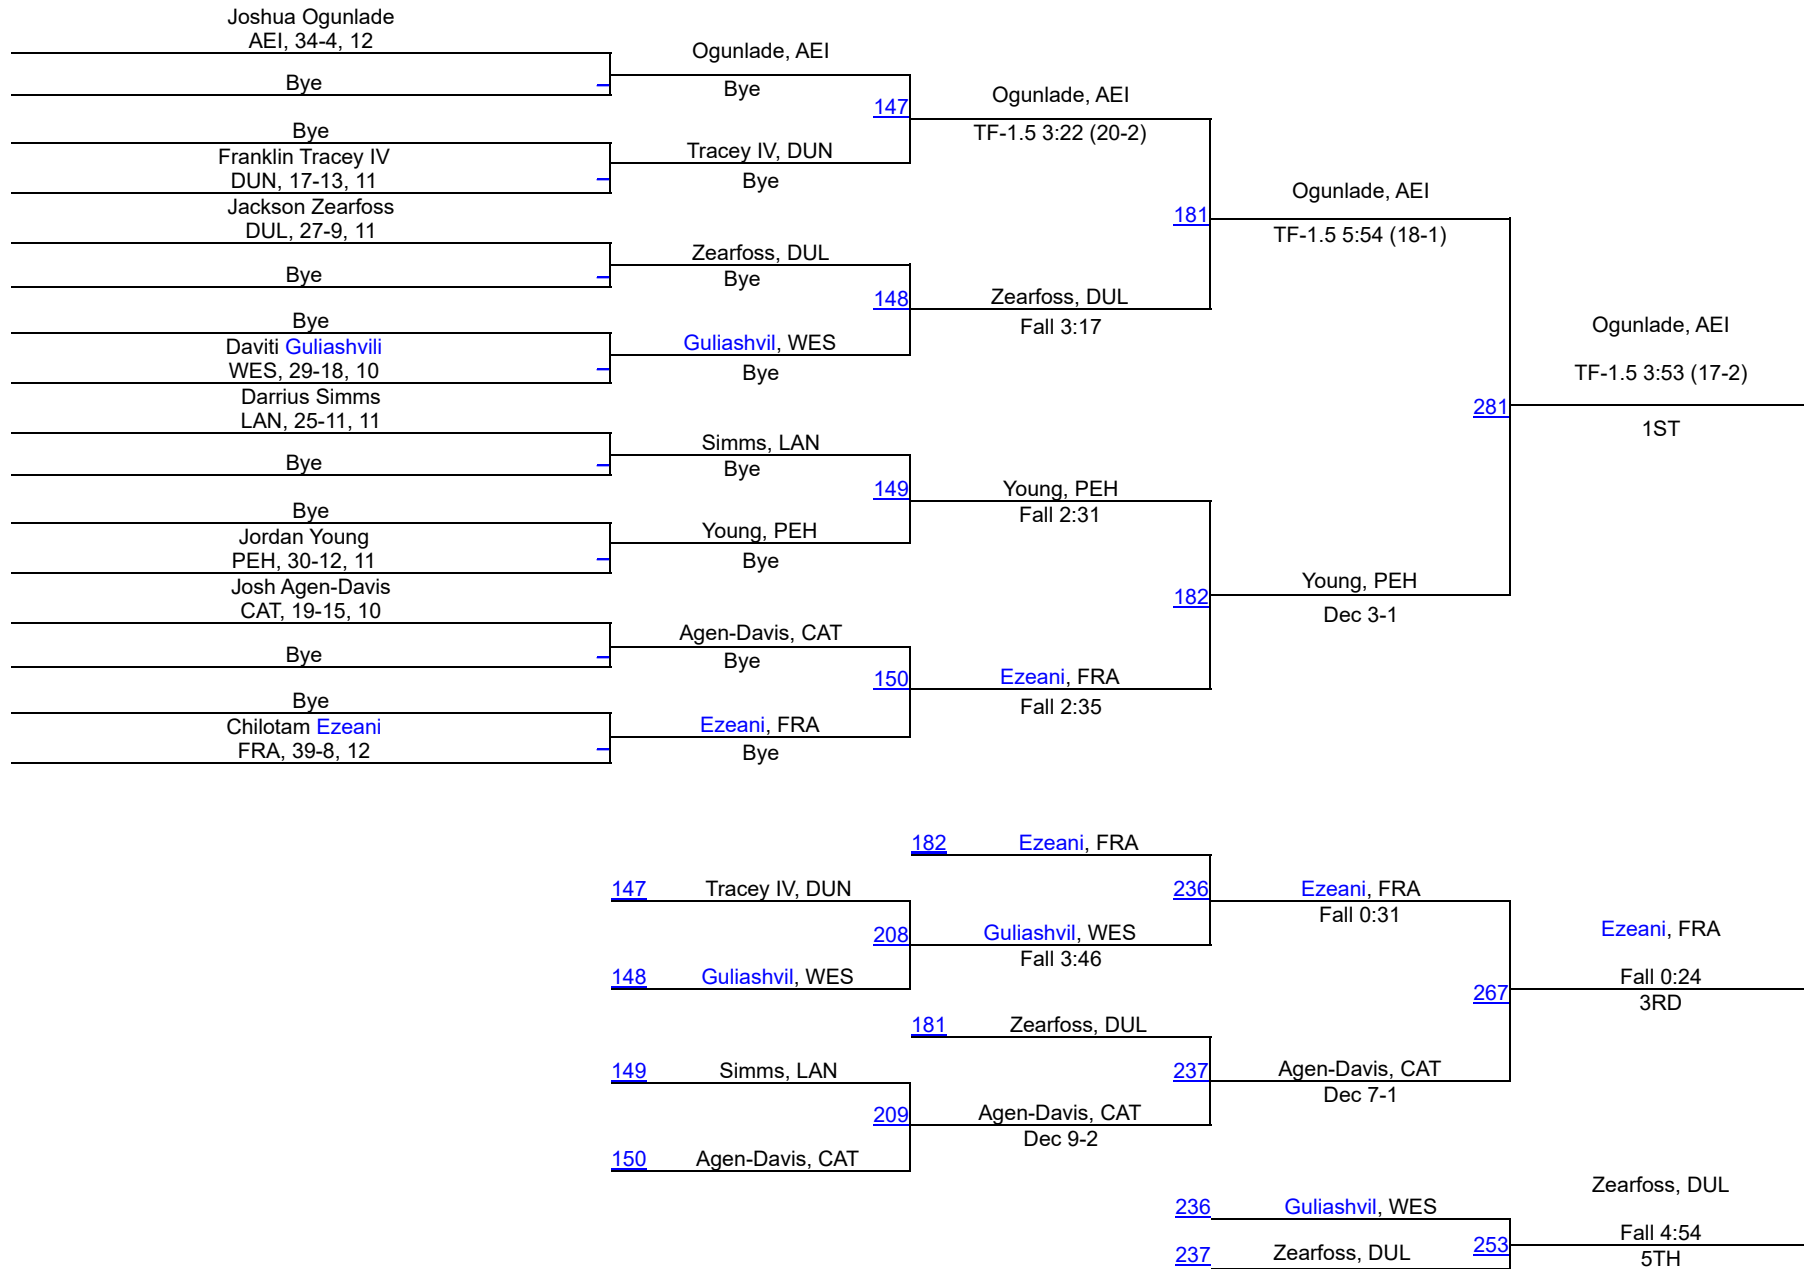 Joshua Ogunlade
AEI, 34-4, 12
Bye
Bye
Franklin Tracey IV
DUN, 17-13, 11
Jackson Zearfoss
DUL, 27-9, 11
Bye
Bye
Daviti Guliashvili
WES, 29-18, 10
Darrius Simms
LAN, 25-11, 11
Bye
Bye
Jordan Young
PEH, 30-12, 11
Josh Agen-Davis
CAT, 19-15, 10
Bye
Bye
Chilotam Ezeani
FRA, 39-8, 12
Ogunlade, AEI
Bye
147
Tracey IV, DUN
Bye
Zearfoss, DUL
Bye
148
Guliashvil, WES
Bye
Simms, LAN
Bye
149
Young, PEH
Bye
Agen-Davis, CAT
Bye
150
Ezeani, FRA
Bye
Ogunlade, AEI
TF-1.5 3:22 (20-2)
181
Zearfoss, DUL
Fall 3:17
Young, PEH
Fall 2:31
182
Ezeani, FRA
Fall 2:35
Ogunlade, AEI
TF-1.5 5:54 (18-1)
281
Young, PEH
Dec 3-1
Ogunlade, AEI
TF-1.5 3:53 (17-2)
1ST
182 Ezeani, FRA
147 Tracey IV, DUN
208
148 Guliashvil, WES
Guliashvil, WES
Fall 3:46
236
181 Zearfoss, DUL
149 Simms, LAN
209
150 Agen-Davis, CAT
Agen-Davis, CAT
Dec 9-2
237
Ezeani, FRA
Fall 0:31
267
Agen-Davis, CAT
Dec 7-1
Ezeani, FRA
Fall 0:24
3RD
236 Guliashvil, WES
237 Zearfoss, DUL
253
Zearfoss, DUL
Fall 4:54
5TH